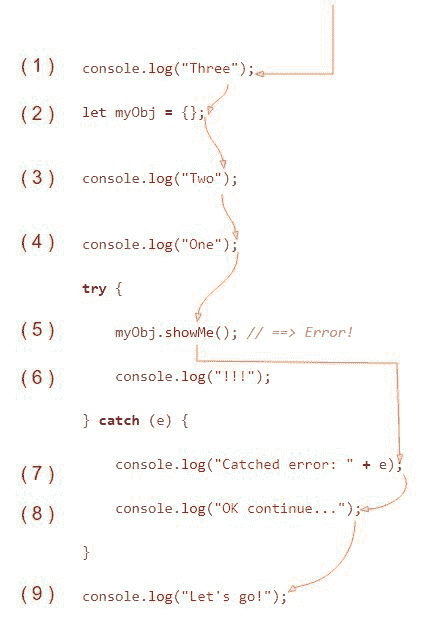 (1) console.log("Three");
(2) let myObj = {};
(3) console.log("Two");
(4) console.log("One");
try {
(5) myObj.showMe(); // ==> Error!
(6) console.log("!!!");
} catch (e) {
(7) console.log("Catched error: " + e);
(8) console.log("OK continue...");
}
(9) console.log("Let's go!");